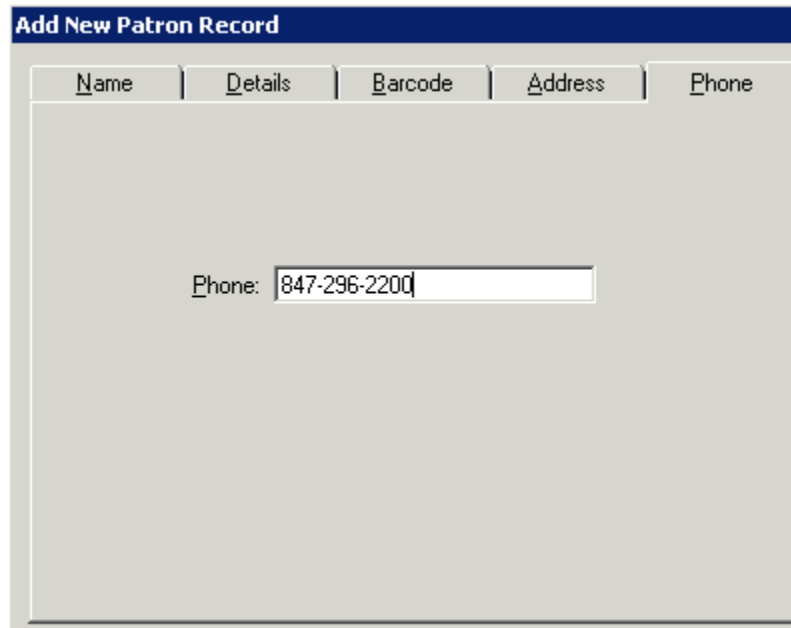 Add New Patron Record
Name Details Barcode Address Phone
Phone: 847-296-2200